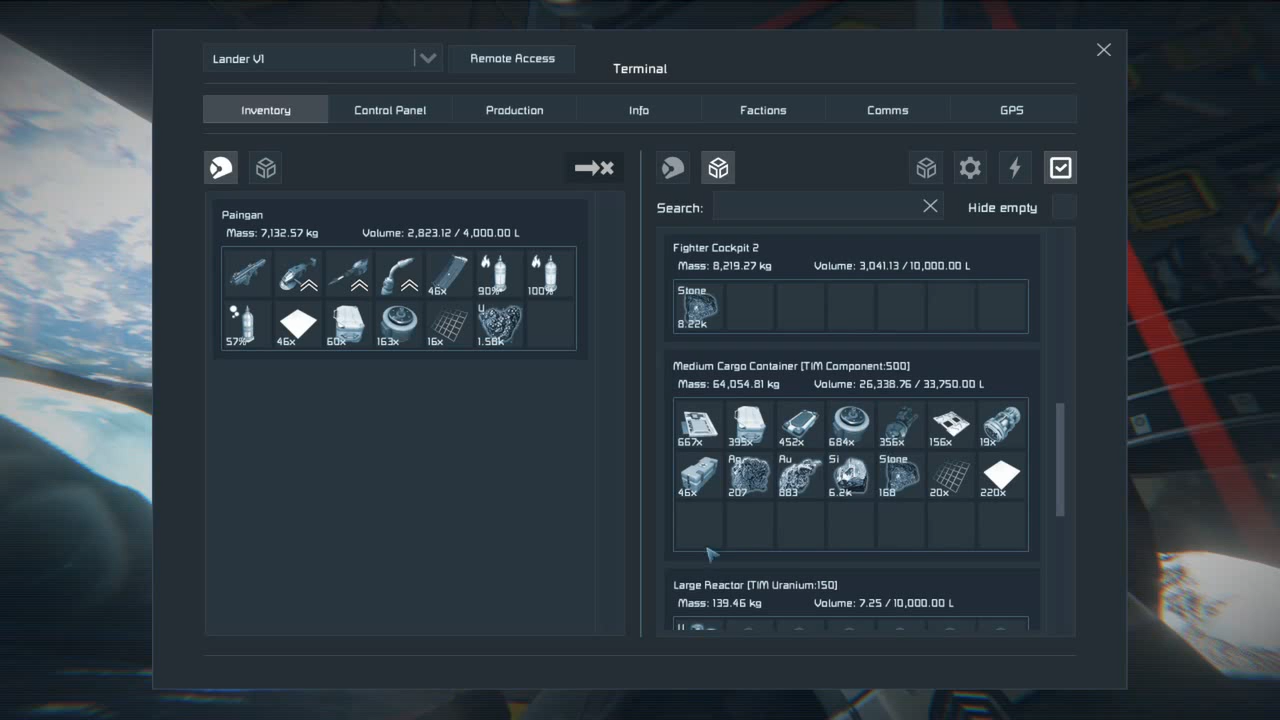 Lander V1
Remote Access
Terminal
Inventory
Control Panel
Production
Info
Factions
Comms
GPS
Search:
Hide empty
Paingan
Mass: 7,132.57 kg Volume: 2,823.12 / 4,000.00 L
46x 90% 100%
57% 46x 60x 163x 16x U 1.58k
Fighter Cockpit 2
Mass: 8,219.27 kg Volume: 3,041.13 / 10,000.00 L
Stone
8.22k
Medium Cargo Container [TIM Component:500]
Mass: 64,054.81 kg Volume: 26,338.76 / 33,750.00 L
667x 395x 452x 684x 356x 156x 19x
Ag Au Si Stone
46x 207 883 6.2k 168 20x 220x
Large Reactor [TIM Uranium:150]
Mass: 139.46 kg Volume: 7.25 / 10,000.00 L
U